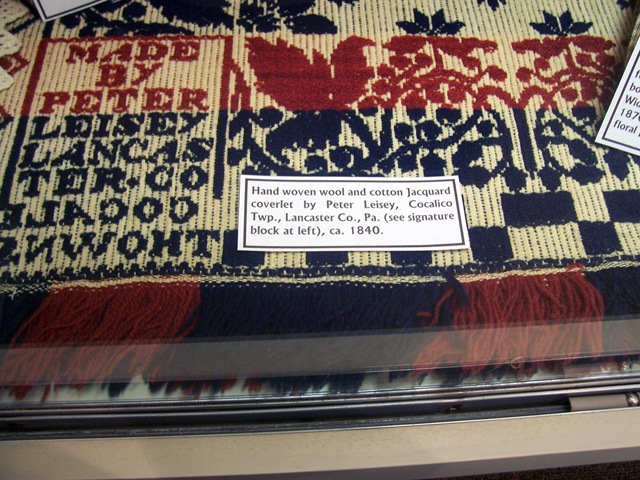 MADE
BY
PETER
LEISEY
LANCAS
TER·CO
Hand woven wool and cotton Jacquard
coverlet by Peter Leisey, Cocalico
Twp., Lancaster Co., Pa. (see signature
block at left), ca. 1840.
floral